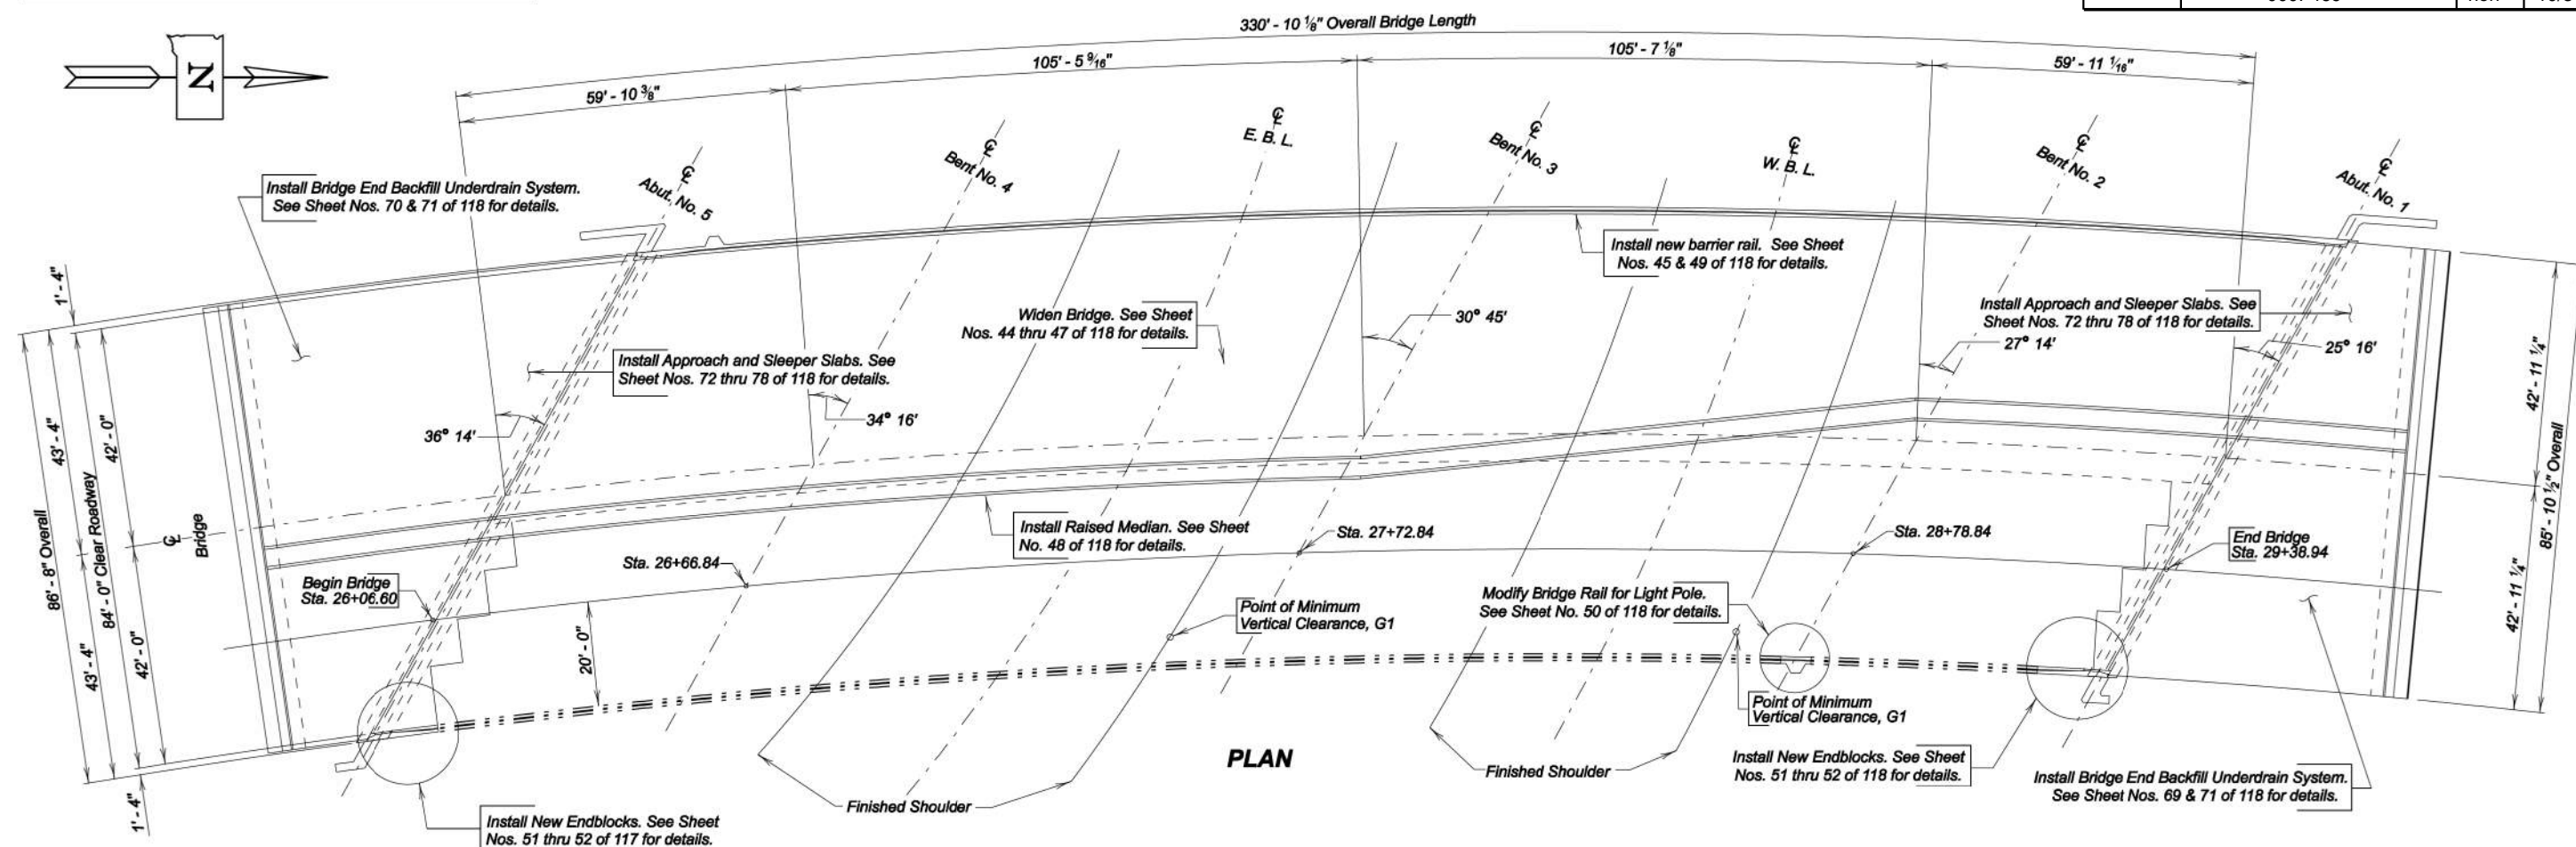 330' - 10 ⅛" Overall Bridge Length
59' - 10 ⅜"
105' - 5 9/16"
105' - 7 ⅛"
59' - 11 1/16"
N
℄
Abut. No. 5
℄
Bent No. 4
℄
E. B. L.
℄
Bent No. 3
℄
W. B. L.
℄
Bent No. 2
℄
Abut. No. 1
Install Bridge End Backfill Underdrain System.
See Sheet Nos. 70 & 71 of 118 for details.
Install new barrier rail. See Sheet
Nos. 45 & 49 of 118 for details.
Widen Bridge. See Sheet
Nos. 44 thru 47 of 118 for details.
Install Approach and Sleeper Slabs. See
Sheet Nos. 72 thru 78 of 118 for details.
Install Approach and Sleeper Slabs. See
Sheet Nos. 72 thru 78 of 118 for details.
36° 14'
34° 16'
30° 45'
27° 14'
25° 16'
1' - 4"
86' - 8" Overall
43' - 4"
43' - 4"
84' - 0" Clear Roadway
42' - 0"
42' - 0"
1' - 4"
℄
Bridge
42' - 11 ¼"
42' - 11 ¼"
85' - 10 ½" Overall
Install Raised Median. See Sheet
No. 48 of 118 for details.
Begin Bridge
Sta. 26+06.60
Sta. 26+66.84
Sta. 27+72.84
Sta. 28+78.84
End Bridge
Sta. 29+38.94
20' - 0"
Point of Minimum
Vertical Clearance, G1
Modify Bridge Rail for Light Pole.
See Sheet No. 50 of 118 for details.
Point of Minimum
Vertical Clearance, G1
PLAN
Finished Shoulder
Finished Shoulder
Install New Endblocks. See Sheet
Nos. 51 thru 52 of 118 for details.
Install Bridge End Backfill Underdrain System.
See Sheet Nos. 69 & 71 of 118 for details.
Install New Endblocks. See Sheet
Nos. 51 thru 52 of 117 for details.